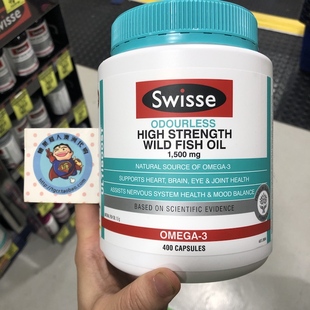 Swisse
Swisse
ODOURLESS
HIGH STRENGTH
WILD FISH OIL
1,500 mg
NATURAL SOURCE OF OMEGA-3
SUPPORTS HEART, BRAIN, EYE & JOINT HEALTH
ASSISTS NERVOUS SYSTEM HEALTH & MOOD BALANCE
BASED ON SCIENTIFIC EVIDENCE
OMEGA-3
400 CAPSULES